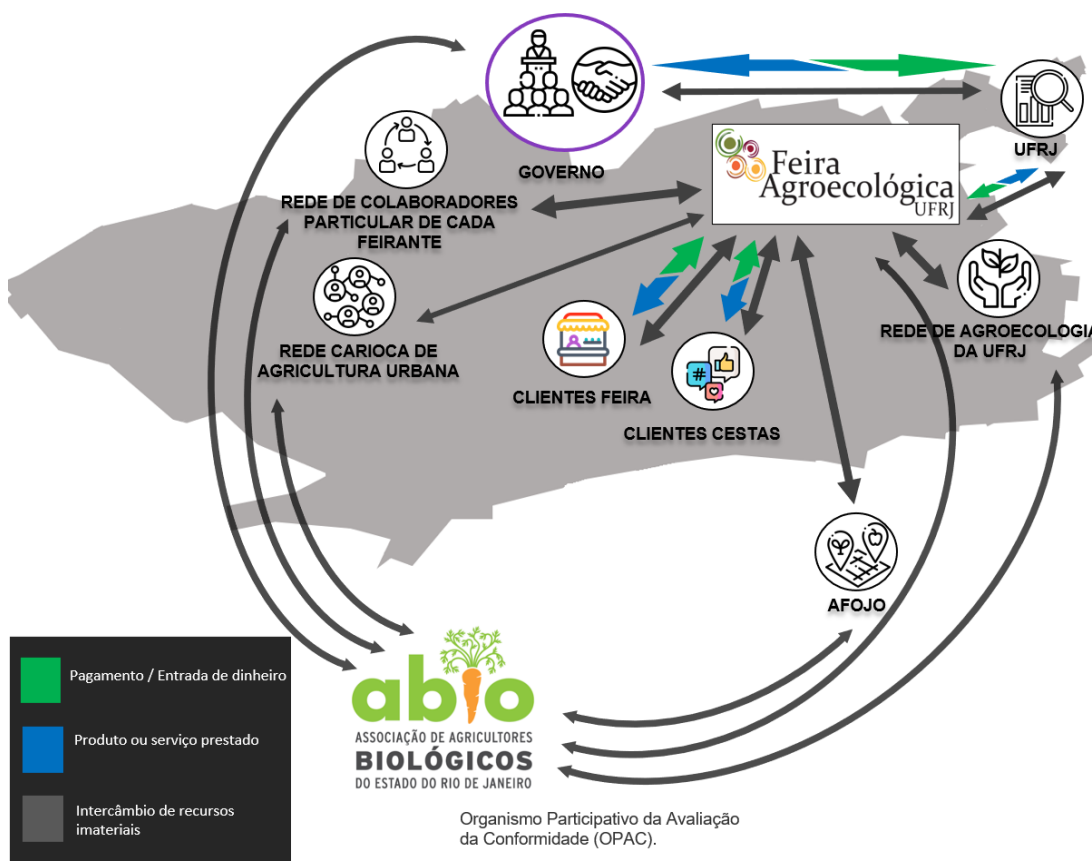 GOVERNO
UFRJ
Feira
Agroecológica
UFRJ
REDE DE COLABORADORES
PARTICULAR DE CADA
FEIRANTE
REDE CARIOCA DE
AGRICULTURA URBANA
CLIENTES FEIRA
#
CLIENTES CESTAS
REDE DE AGROECOLOGIA
DA UFRJ
AFOJO
Pagamento / Entrada de dinheiro
Produto ou serviço prestado
Intercâmbio de recursos
imateriais
abio
ASSOCIAÇÃO DE AGRICULTORES
BIOLÓGICOS
DO ESTADO DO RIO DE JANEIRO
Organismo Participativo da Avaliação
da Conformidade (OPAC).